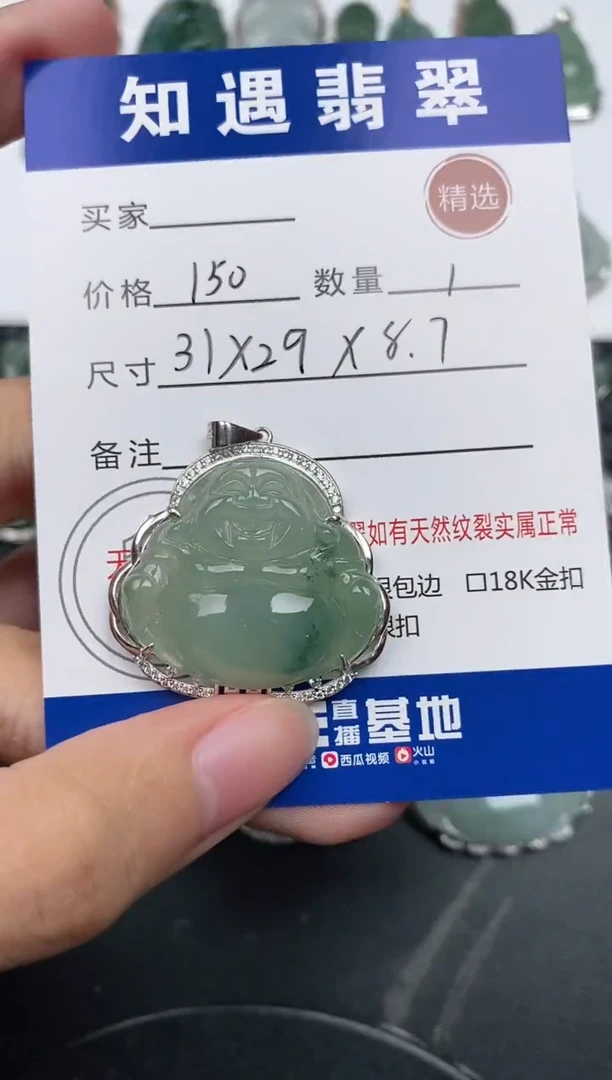 知遇翡翠
精选
买家
价格 150 数量 1
尺寸 31X29X8.7
备注
如有天然纹裂实属正常
包边 口18K金扣
扣
直播基地
西瓜视频 火山